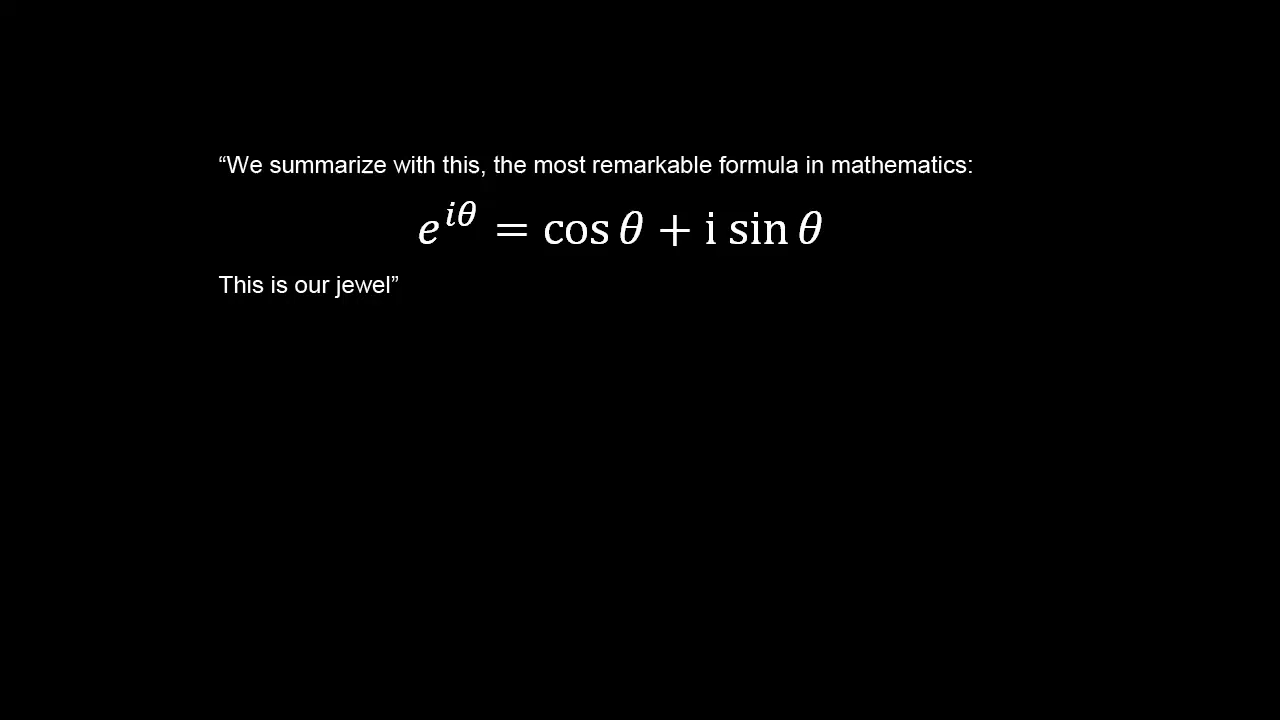 “We summarize with this, the most remarkable formula in mathematics:
e^{iθ} = cos θ + i sin θ
This is our jewel”